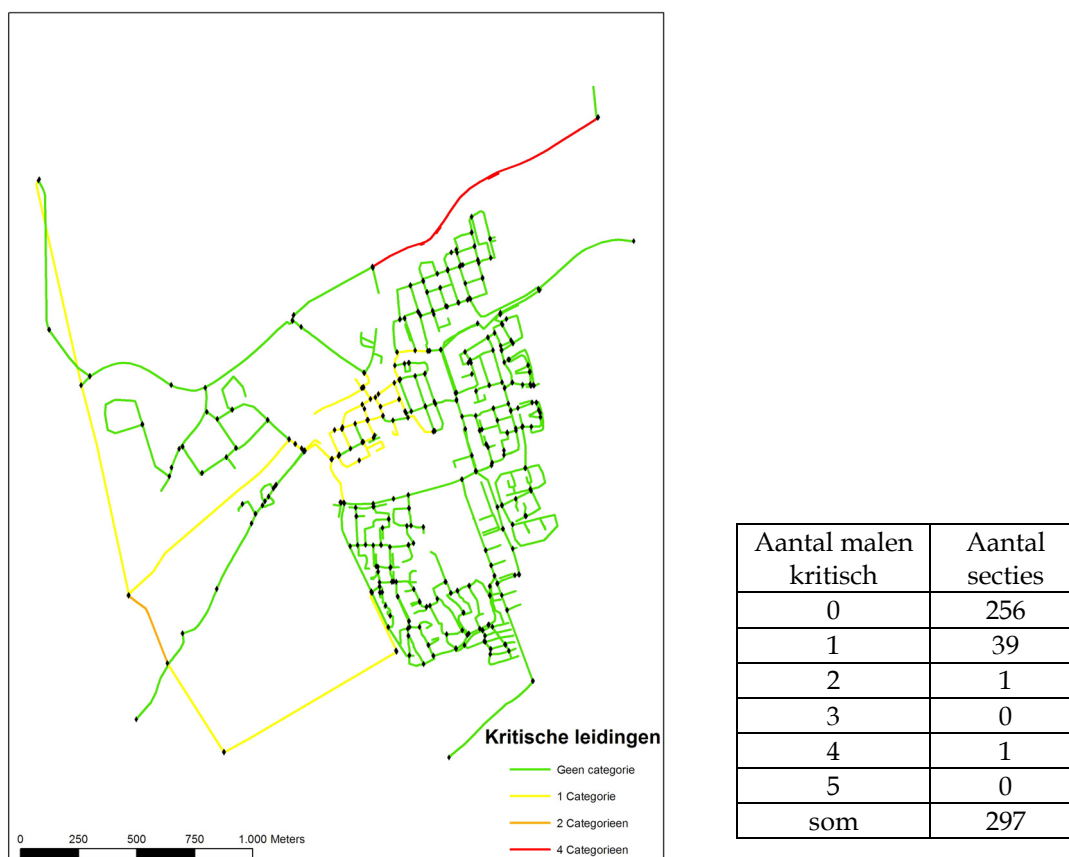 Kritische leidingen
Geen categorie
1 Categorie
2 Categorieen
4 Categorieen
0 250 500 750 1.000 Meters
Aantal malen kritisch Aantal secties
0 256
1 39
2 1
3 0
4 1
5 0
som 297